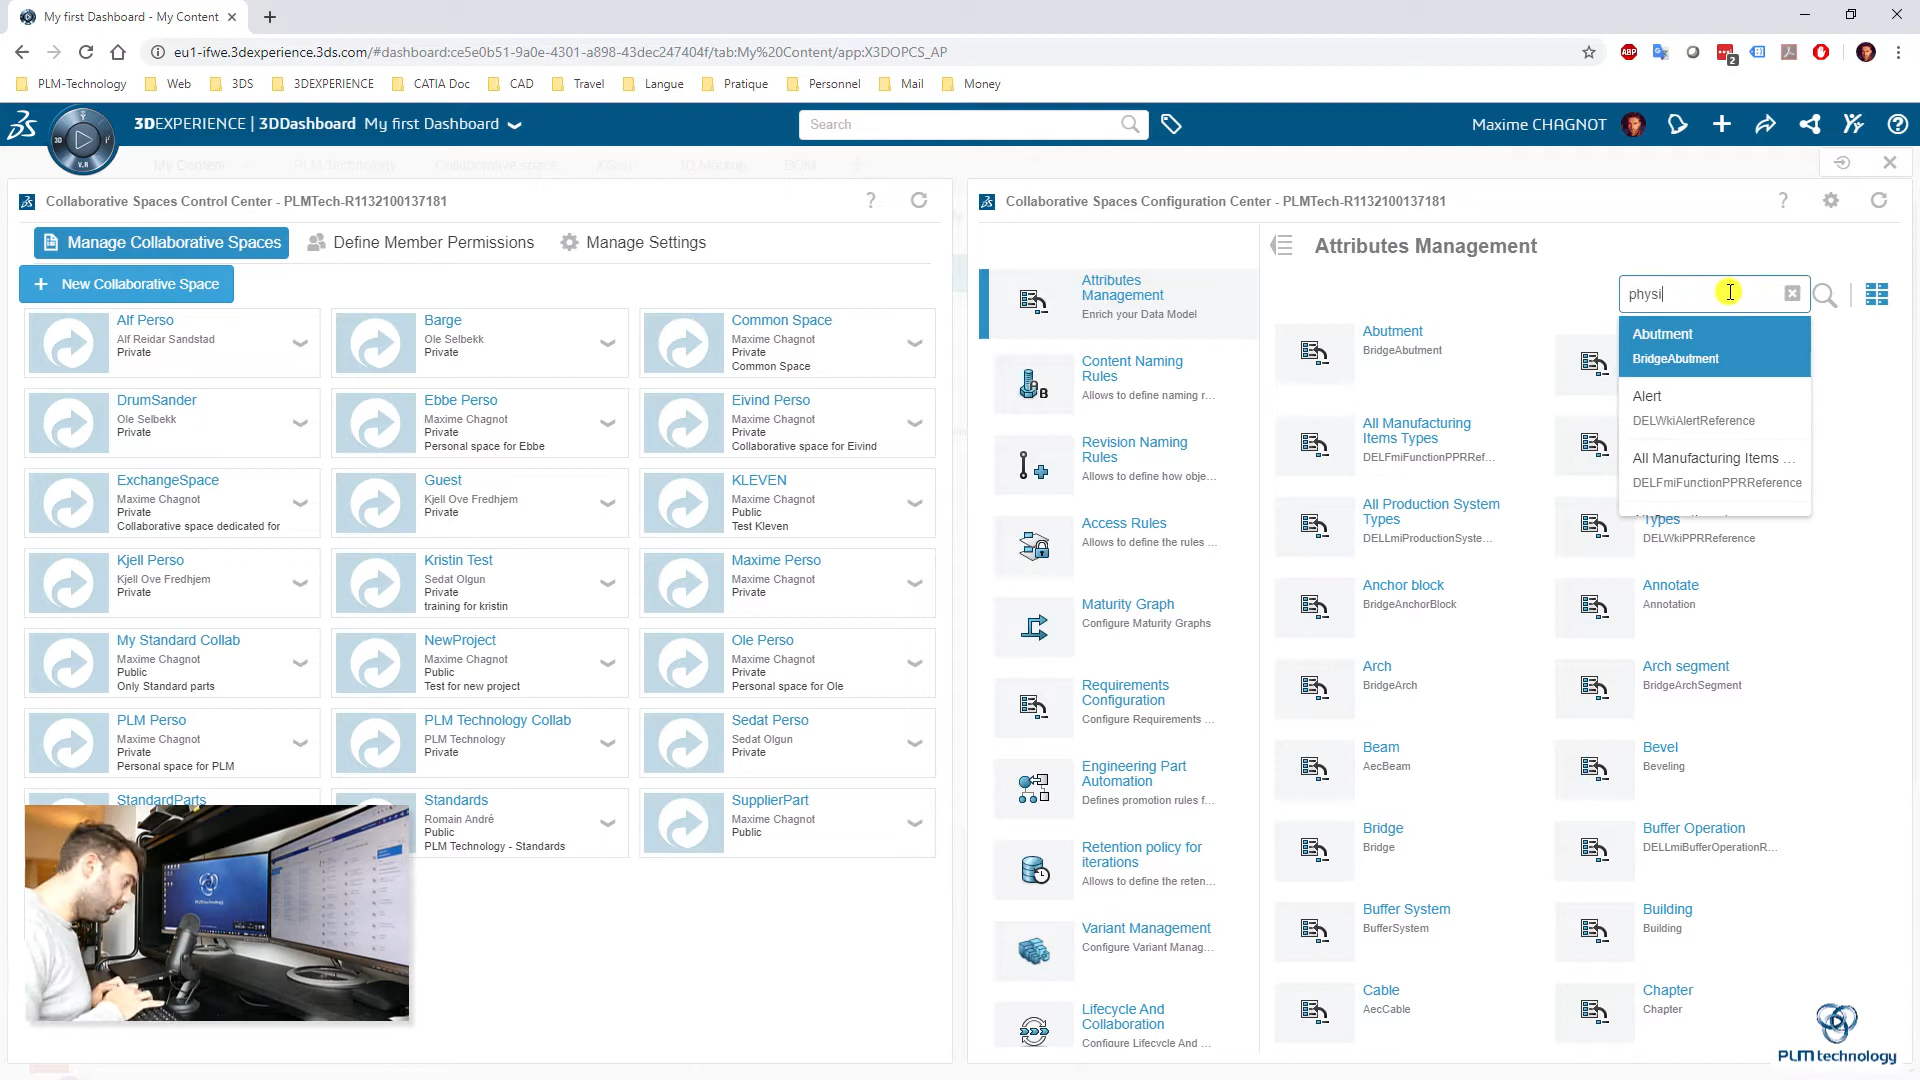 My first Dashboard - My Content
eu1-ifwe.3dexperience.3ds.com/#dashboard:ce5e0b51-9a0e-4301-a898-43dec247404f/tab:My%20Content/app:X3DOPCS_AP
ABP
2
PLM-Technology
Web
3DS
3DEXPERIENCE
CATIA Doc
CAD
Travel
Langue
Pratique
Personnel
Mail
Money
3DEXPERIENCE | 3DDashboard My first Dashboard
3D
V.R
Search
Maxime CHAGNOT
My Content
PLM Technology
Collaborative space
3D Markup
BOM
Collaborative Spaces Control Center - PLMTech-R1132100137181
Manage Collaborative Spaces
Define Member Permissions
Manage Settings
+ New Collaborative Space
Alf Perso
Alf Reidar Sandstad
Private
Barge
Ole Selbekk
Private
Common Space
Maxime Chagnot
Private
Common Space
DrumSander
Ole Selbekk
Private
Ebbe Perso
Maxime Chagnot
Private
Personal space for Ebbe
Eivind Perso
Maxime Chagnot
Private
Collaborative space for Eivind
ExchangeSpace
Maxime Chagnot
Private
Collaborative space dedicated for
Guest
Kjell Ove Fredhjem
Private
KLEVEN
Maxime Chagnot
Public
Test Kleven
Kjell Perso
Kjell Ove Fredhjem
Private
Kristin Test
Sedat Olgun
Private
training for kristin
Maxime Perso
Maxime Chagnot
Private
My Standard Collab
Maxime Chagnot
Public
Only Standard parts
NewProject
Maxime Chagnot
Public
Test for new project
Ole Perso
Maxime Chagnot
Private
Personal space for Ole
PLM Perso
Maxime Chagnot
Private
Personal space for PLM
PLM Technology Collab
PLM Technology
Private
Sedat Perso
Sedat Olgun
Private
StandardParts
Standards
Romain André
Public
PLM Technology - Standards
SupplierPart
Maxime Chagnot
Public
Collaborative Spaces Configuration Center - PLMTech-R1132100137181
Attributes
Management
Enrich your Data Model
Content Naming
Rules
Allows to define naming r...
Revision Naming
Rules
Allows to define how obje...
Access Rules
Allows to define the rules ...
Maturity Graph
Configure Maturity Graphs
Requirements
Configuration
Configure Requirements ...
Engineering Part
Automation
Defines promotion rules f...
Retention policy for
iterations
Allows to define the reten...
Variant Management
Configure Variant Manag...
Lifecycle And
Collaboration
Configure Lifecycle And ...
Attributes Management
physi
Abutment
BridgeAbutment
Alert
DELWkiAlertReference
All Manufacturing Items ...
DELFmiFunctionPPRReference
Abutment
BridgeAbutment
All Manufacturing
Items Types
DELFmiFunctionPPRRef...
All Production System
Types
DELLmiProductionSyste...
Types
DELWkiPPRReference
Anchor block
BridgeAnchorBlock
Annotate
Annotation
Arch
BridgeArch
Arch segment
BridgeArchSegment
Beam
AecBeam
Bevel
Beveling
Bridge
Bridge
Buffer Operation
DELLmiBufferOperationR...
Buffer System
BufferSystem
Building
Building
Cable
AecCable
Chapter
Chapter
PLM technology
PLM technology